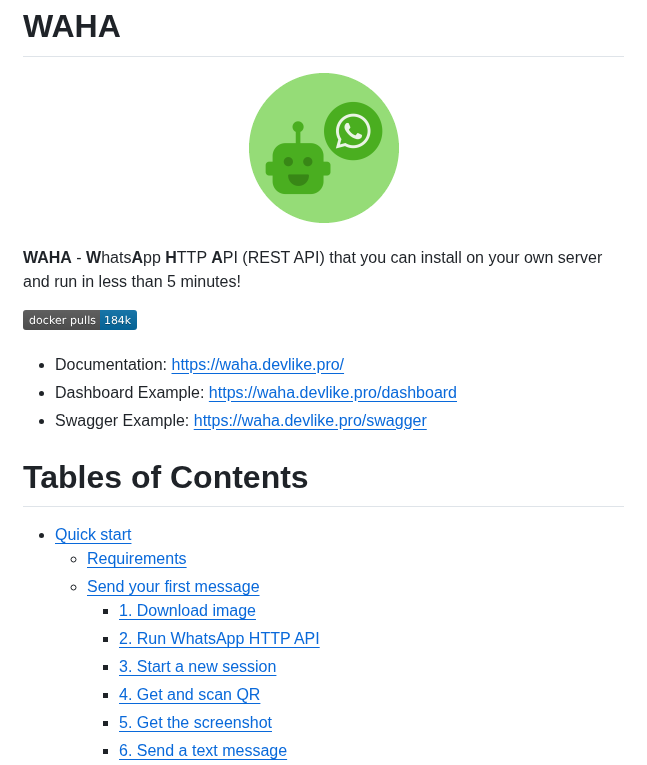 WAHA
WAHA - WhatsApp HTTP API (REST API) that you can install on your own server
and run in less than 5 minutes!
docker pulls 184k
Documentation: https://waha.devlike.pro/
Dashboard Example: https://waha.devlike.pro/dashboard
Swagger Example: https://waha.devlike.pro/swagger
Tables of Contents
Quick start
Requirements
Send your first message
1. Download image
2. Run WhatsApp HTTP API
3. Start a new session
4. Get and scan QR
5. Get the screenshot
6. Send a text message